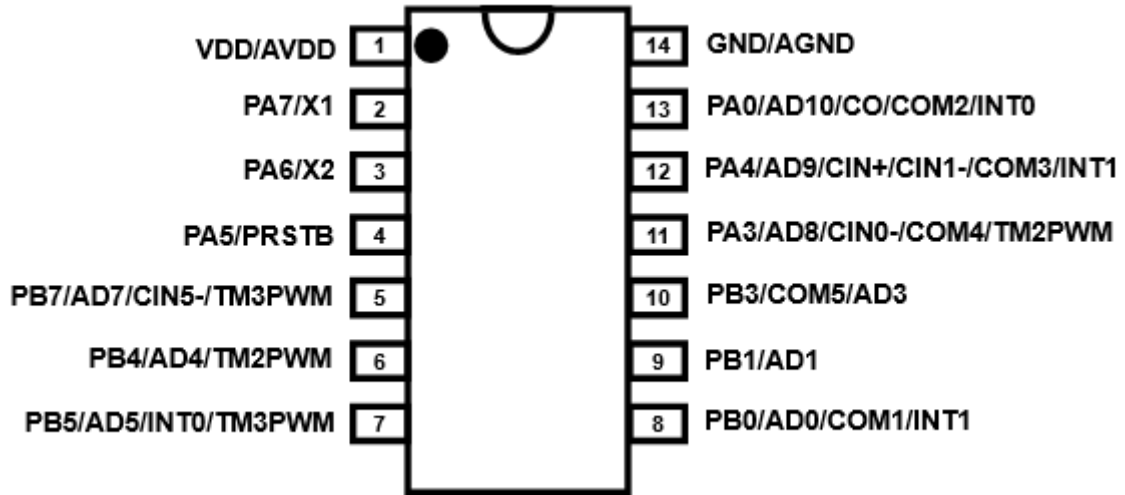 VDD/AVDD 1 14 GND/AGND
PA7/X1 2 13 PA0/AD10/CO/COM2/INT0
PA6/X2 3 12 PA4/AD9/CIN+/CIN1-/COM3/INT1
PA5/PRSTB 4 11 PA3/AD8/CIN0-/COM4/TM2PWM
PB7/AD7/CIN5-/TM3PWM 5 10 PB3/COM5/AD3
PB4/AD4/TM2PWM 6 9 PB1/AD1
PB5/AD5/INT0/TM3PWM 7 8 PB0/AD0/COM1/INT1